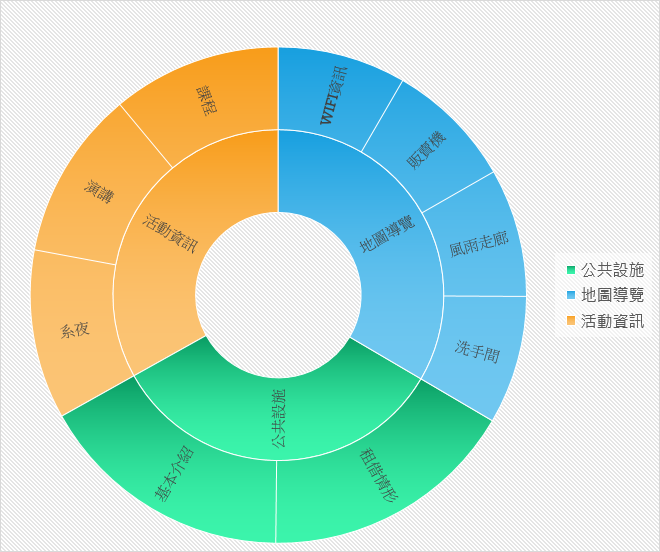 WIFI資訊
販賣機
風雨走廊
洗手間
租借情形
基本介紹
系夜
演講
課程
地圖導覽
公共設施
活動資訊
公共設施
地圖導覽
活動資訊